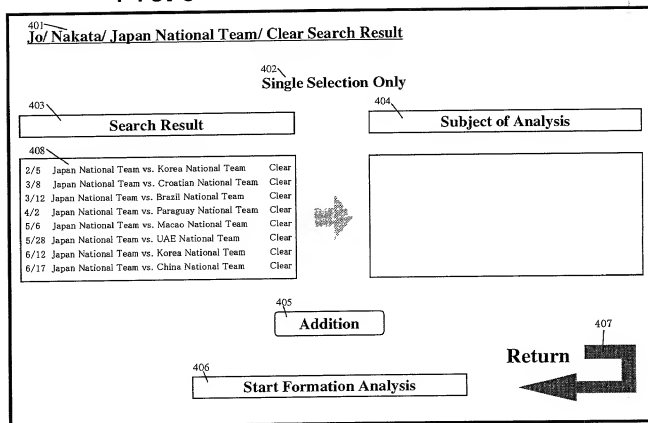 401
Jo/ Nakata/ Japan National Team/ Clear Search Result
402
Single Selection Only
403
404
Search Result
Subject of Analysis
408
2/5 Japan National Team vs. Korea National Team Clear
3/8 Japan National Team vs. Croatian National Team Clear
3/12 Japan National Team vs. Brazil National Team Clear
4/2 Japan National Team vs. Paraguay National Team Clear
5/6 Japan National Team vs. Macao National Team Clear
5/28 Japan National Team vs. UAE National Team Clear
6/12 Japan National Team vs. Korea National Team Clear
6/17 Japan National Team vs. China National Team Clear
405
Addition
407
Return
406
Start Formation Analysis